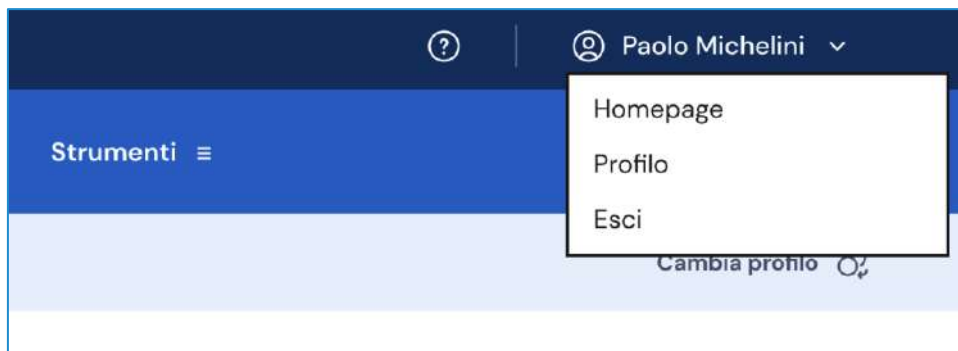 Paolo Michelini
Homepage
Strumenti
Profilo
Esci
Cambia profilo